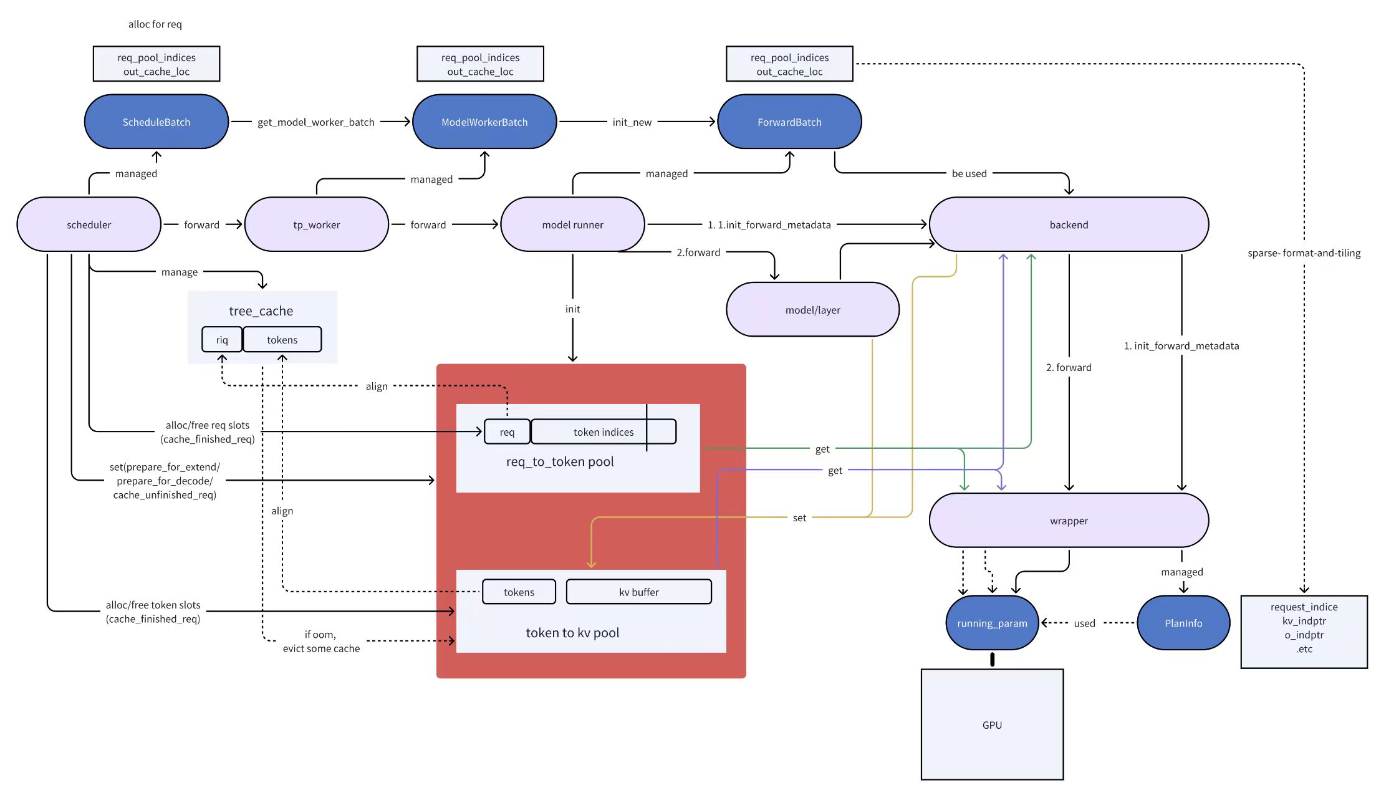 alloc for req
req_pool_indices
out_cache_loc
req_pool_indices
out_cache_loc
req_pool_indices
out_cache_loc
ScheduleBatch
get_model_worker_batch
ModelWorkerBatch
init_new
ForwardBatch
managed
managed
managed
be used
scheduler
forward
tp_worker
forward
model runner
1. 1.init_forward_metadata
backend
2.forward
sparse- format-and-tiling
manage
tree_cache
riq
tokens
init
model/layer
1. init_forward_metadata
2. forward
align
alloc/free req slots
(cache_finished_req)
req
token indices
req_to_token pool
get
get
set(prepare_for_extend/
prepare_for_decode/
cache_unfinished_req)
align
set
wrapper
managed
tokens
kv buffer
token to kv pool
alloc/free token slots
(cache_finished_req)
if oom,
evict some cache
running_param
used
PlanInfo
request_indice
kv_indptr
o_indptr
.etc
GPU